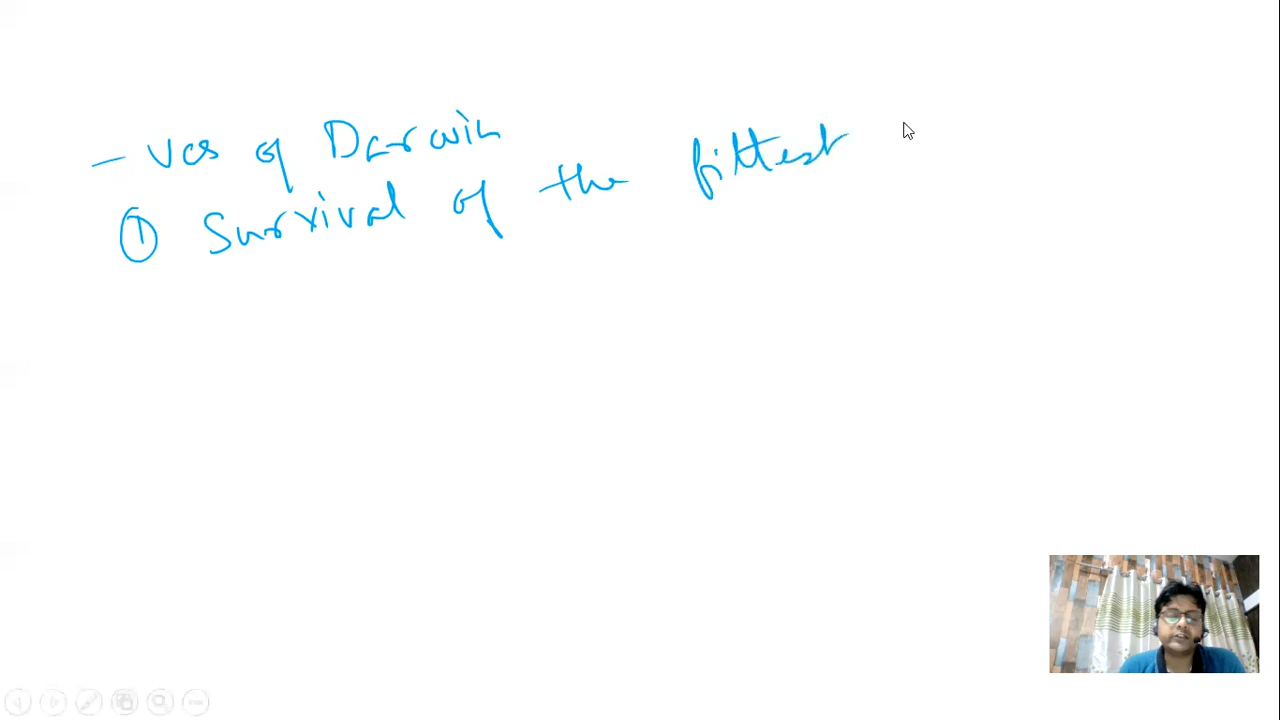 - Ves of Darwin
① Survival of the fittest